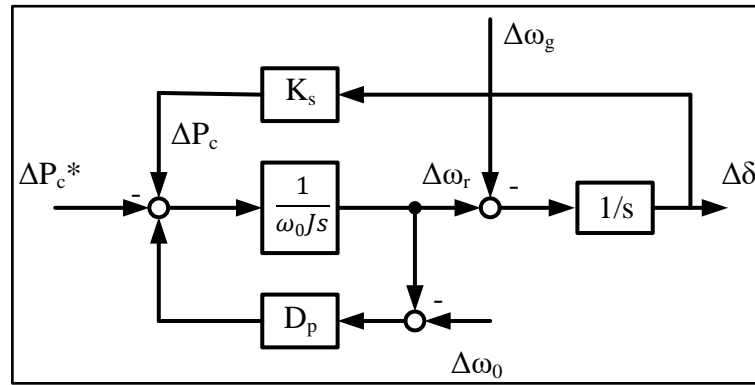 Δω_g
K_s
ΔP_c
ΔP_c*
-
1
ω_0Js
Δω_r
-
1/s
Δδ
D_p
-
Δω_0